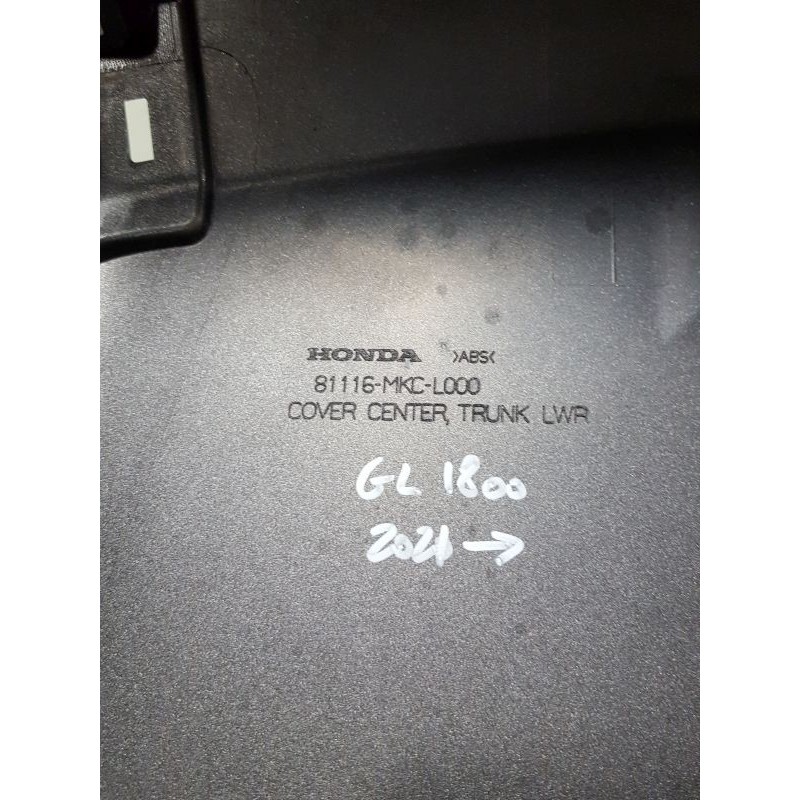 HONDA >ABS<
81116-MKC-L000
COVER CENTER, TRUNK LWR
GL 1800
2021 →